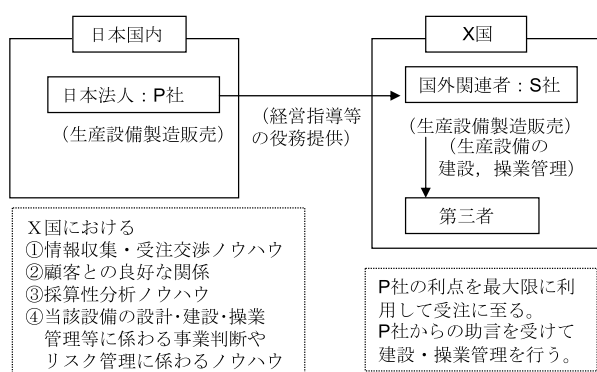 日本国内
日本法人：P社
（生産設備製造販売）
（経営指導等
の役務提供）
X国
国外関連者：S社
（生産設備製造販売）
（生産設備の
建設，操業管理）
第三者
X国における
①情報収集・受注交渉ノウハウ
②顧客との良好な関係
③採算性分析ノウハウ
④当該設備の設計・建設・操業
管理等に係わる事業判断や
リスク管理に係わるノウハウ
P社の利点を最大限に利
用して受注に至る。
P社からの助言を受けて
建設・操業管理を行う。